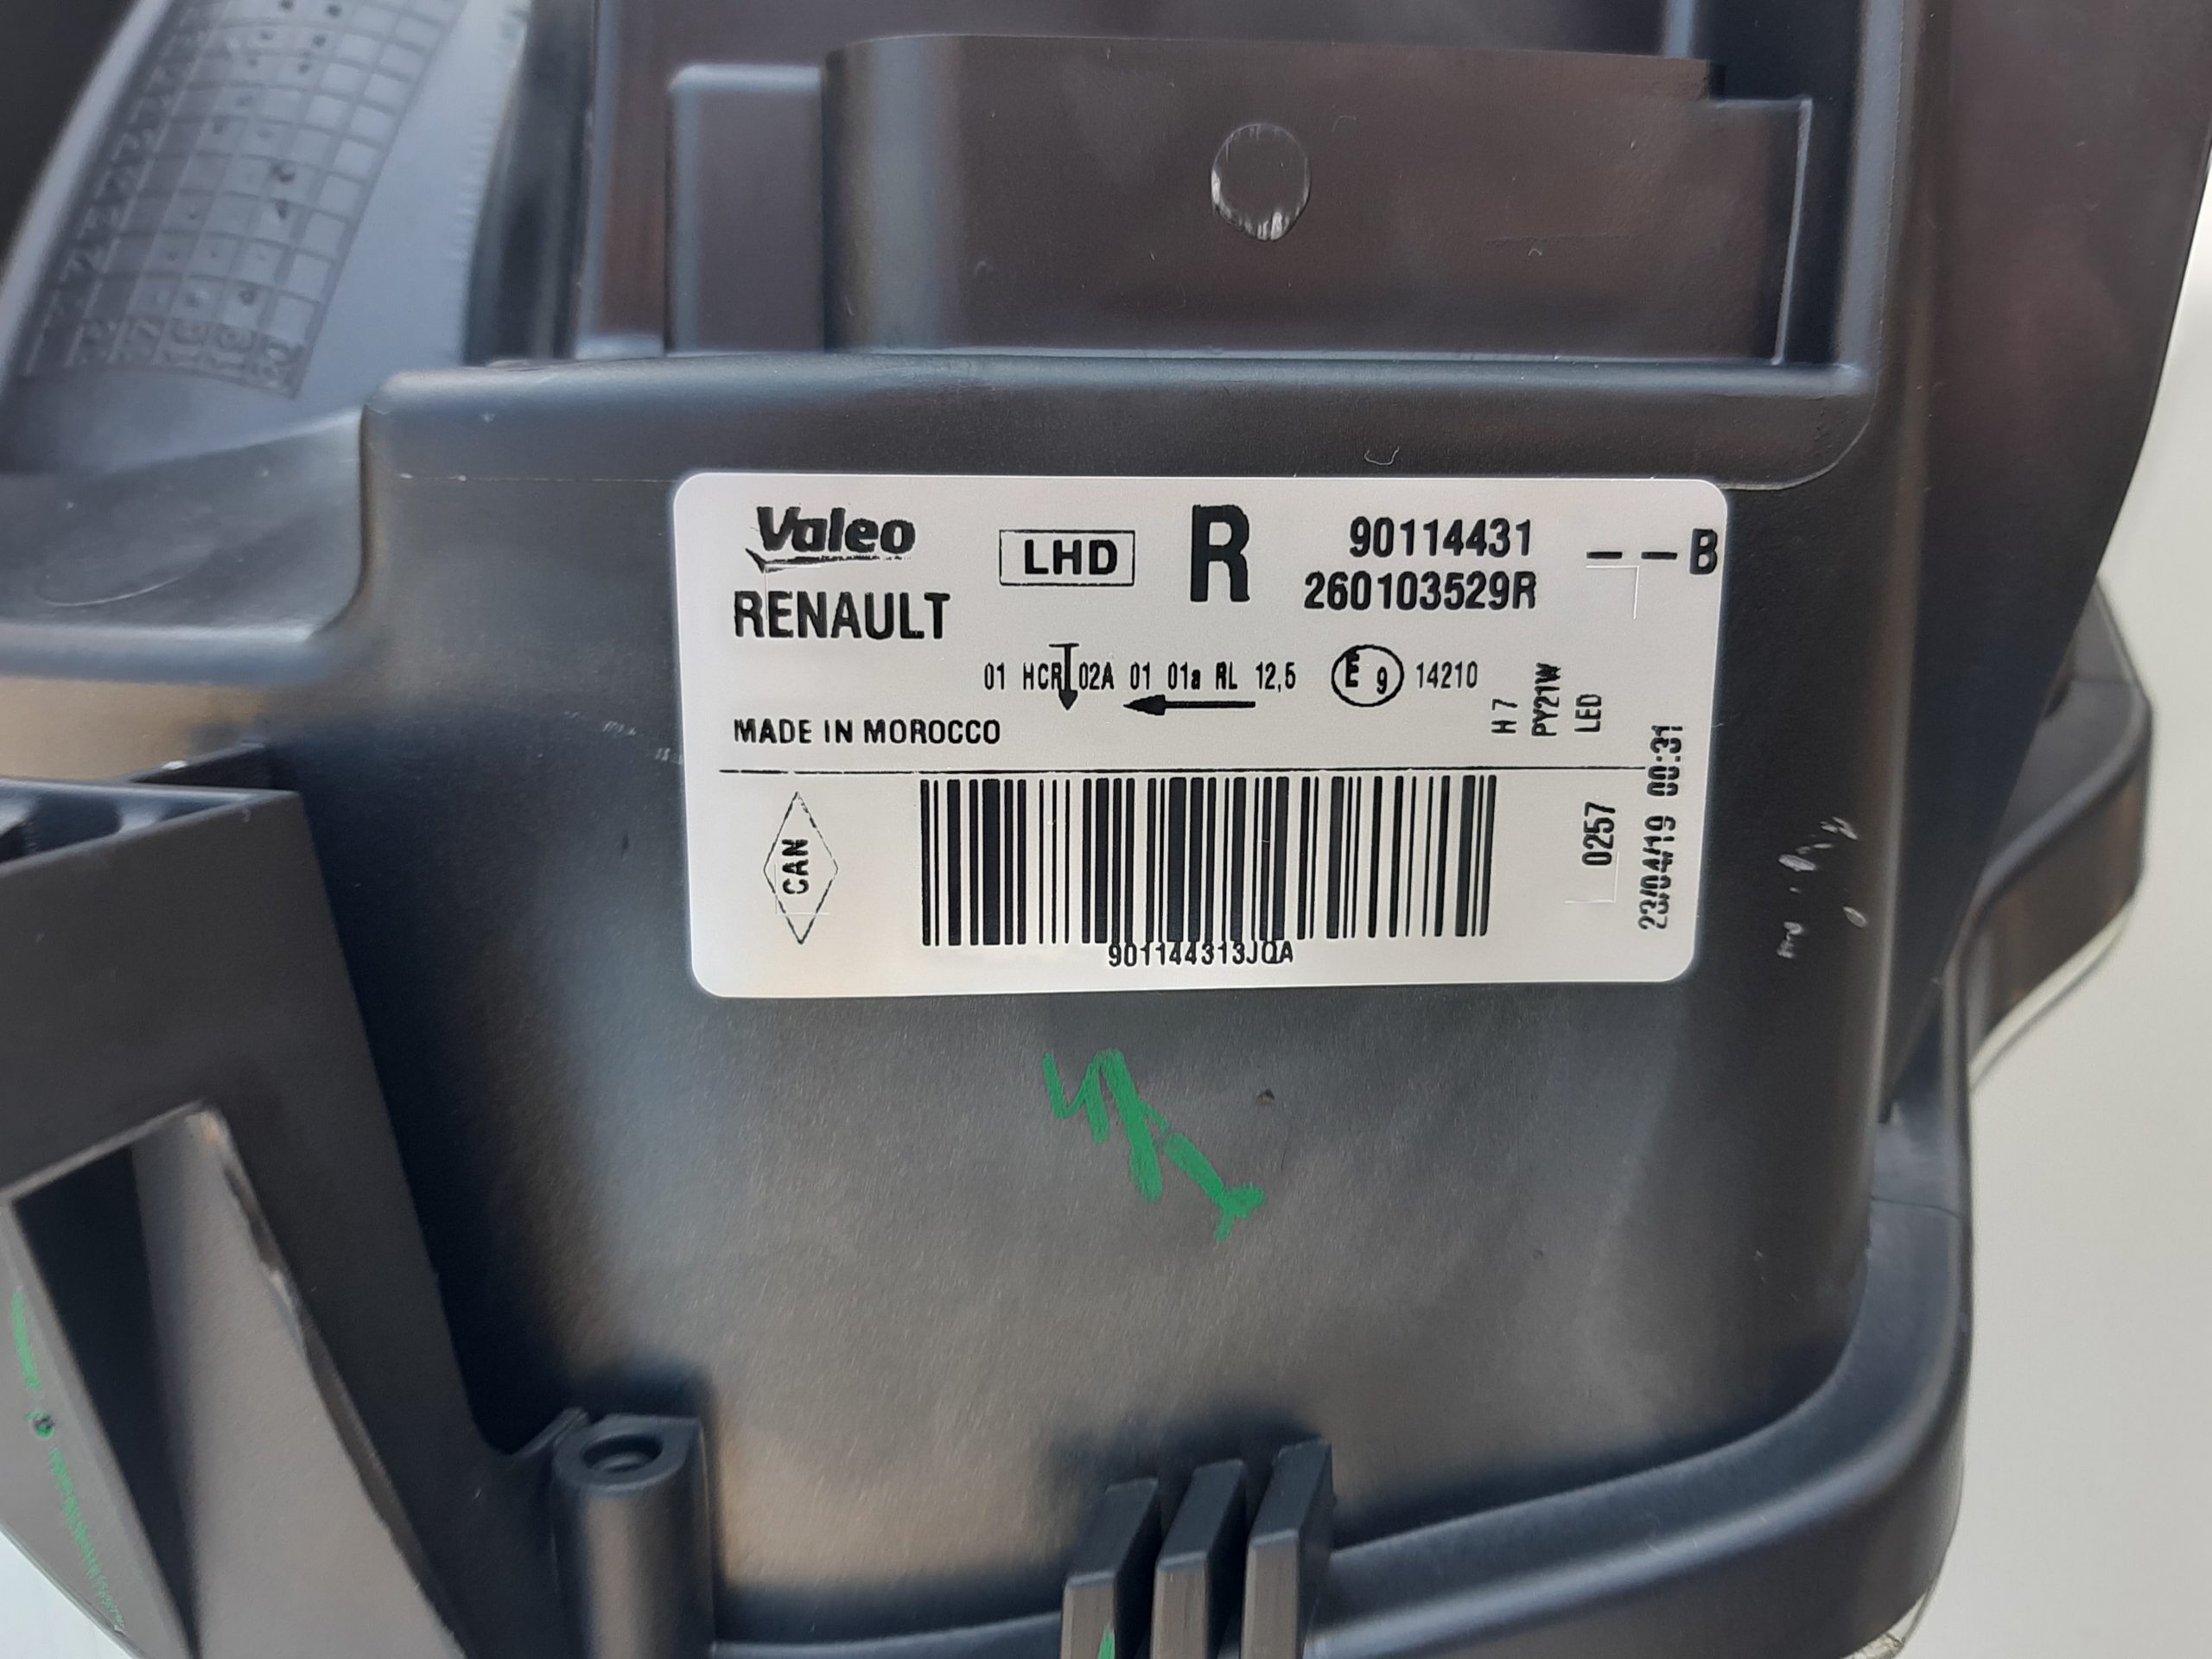 Valeo
RENAULT
LHD
R
90114431
260103529R
--B
01 HCR 02A 01 01a RL 12,5 E 9 14210
H7
PY21W
LED
MADE IN MOROCCO
CAN
901144313JQA
0257
23/04/19 00:31